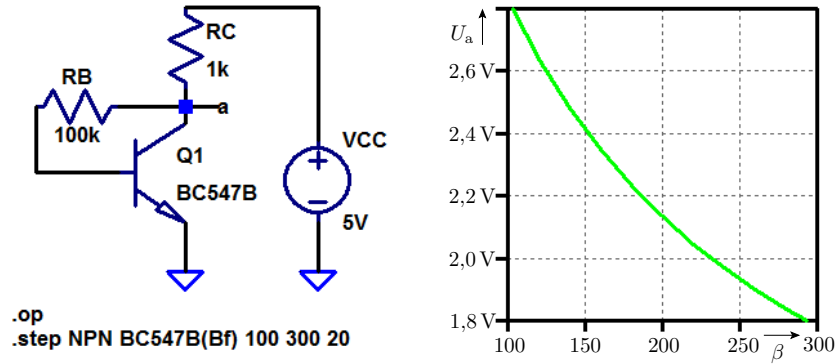 RC
1k
RB
100k
a
Q1
BC547B
VCC
5V
.op
.step NPN BC547B(Bf) 100 300 20
Uₐ
2,6 V
2,4 V
2,2 V
2,0 V
1,8 V
100 150 200 250 300
β